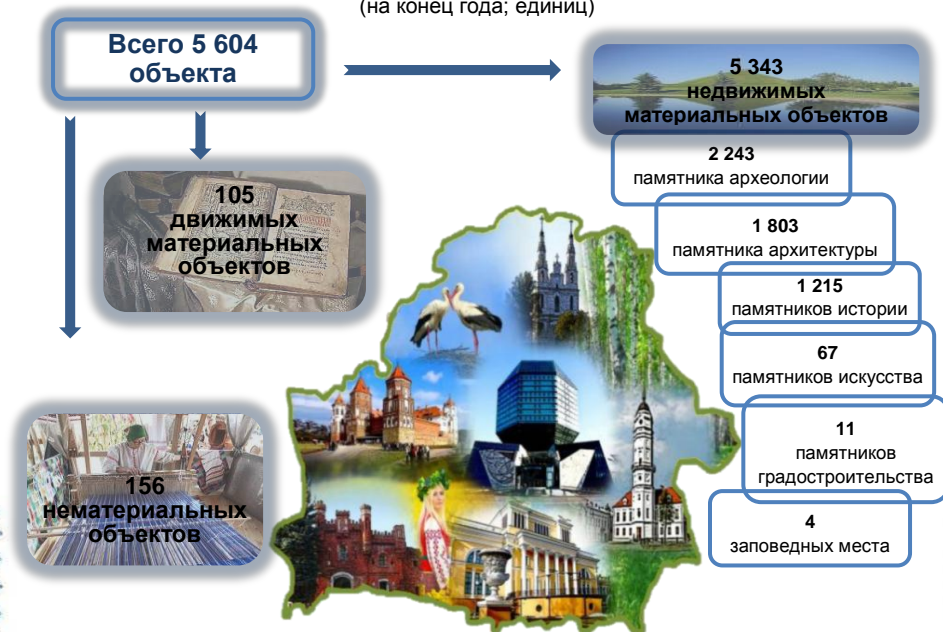 (на конец года; единиц)
Всего 5 604
объекта
5 343
недвижимых
материальных объектов
2 243
памятника археологии
105
движимых
материальных
объектов
1 803
памятника архитектуры
1 215
памятников истории
67
памятников искусства
11
памятников
градостроительства
156
нематериальных
объектов
4
заповедных места